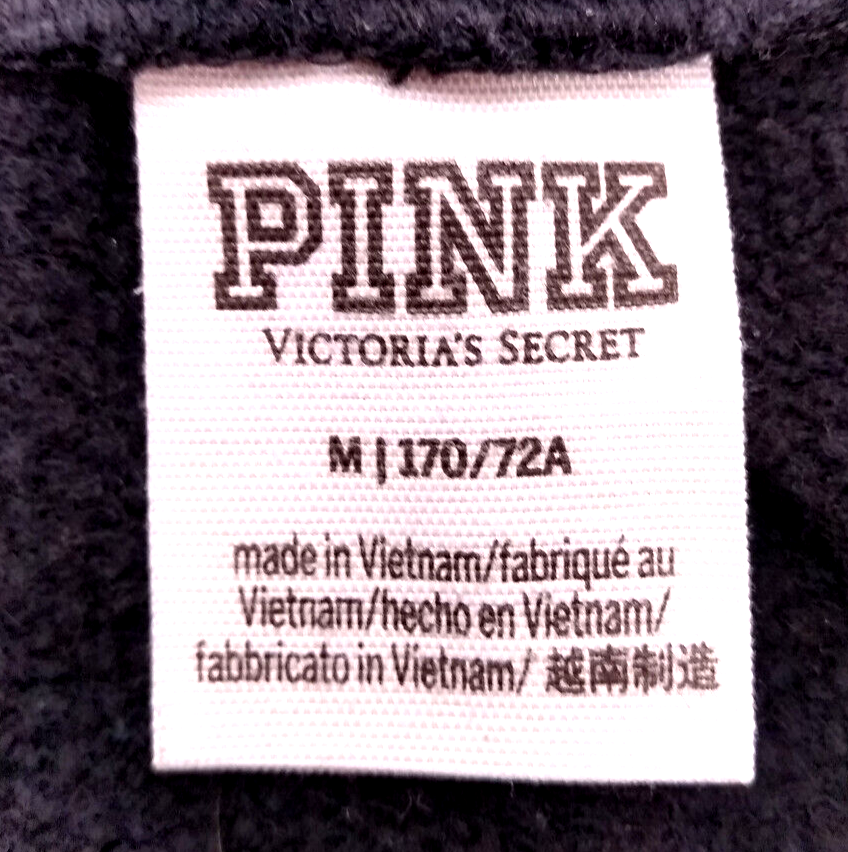 PINK
VICTORIA'S SECRET
M | 170/72A
made in Vietnam/fabriqué au
Vietnam/hecho en Vietnam/
fabbricato in Vietnam/ 越南制造